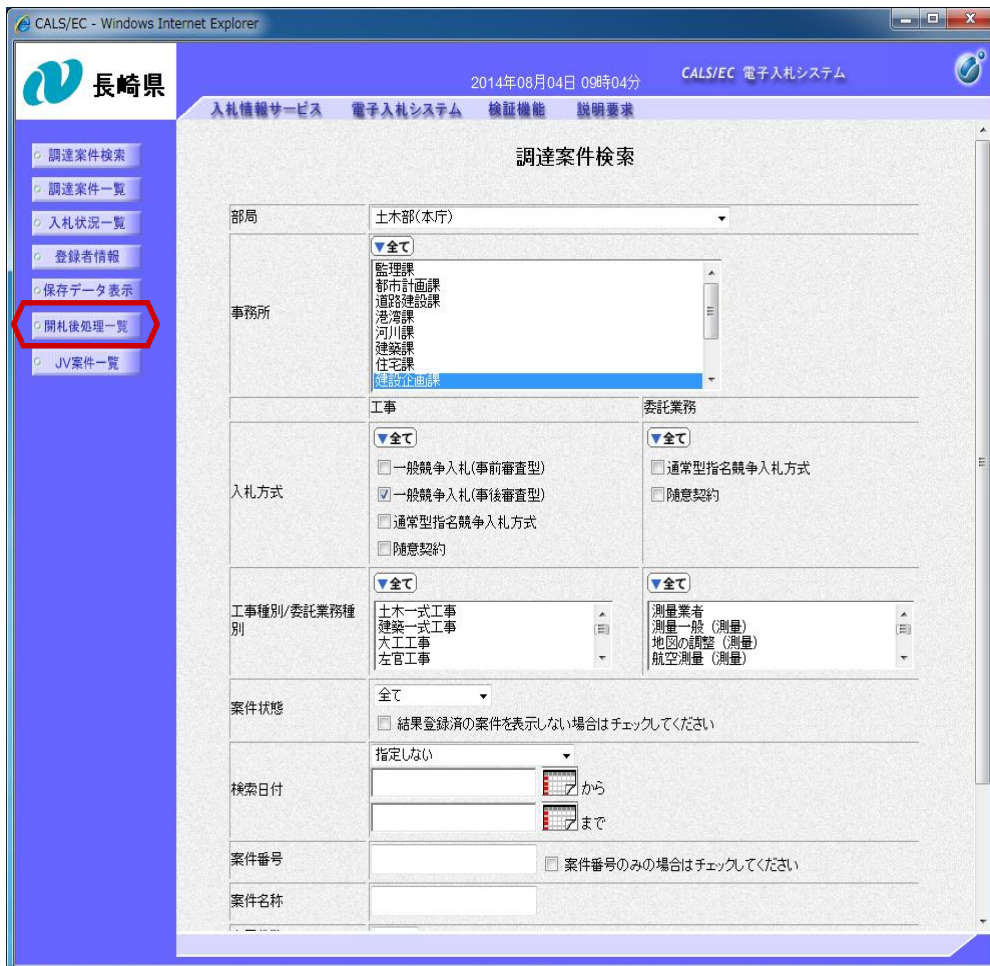 CALS/EC - Windows Internet Explorer
長崎県
2014年08月04日 09時04分
CALS/EC 電子入札システム
入札情報サービス 電子入札システム 検証機能 説明要求
調達案件検索
調達案件一覧
入札状況一覧
登録者情報
保存データ表示
開札後処理一覧
JV案件一覧
調達案件検索
部局 土木部(本庁)
事務所
▼全て
監理課
都市計画課
道路建設課
港湾課
河川課
建築課
住宅課
建設企画課
工事 委託業務
入札方式
▼全て
一般競争入札(事前審査型)
一般競争入札(事後審査型)
通常型指名競争入札方式
随意契約
▼全て
通常型指名競争入札方式
随意契約
工事種別/委託業務種
別
▼全て
土木一式工事
建築一式工事
大工工事
左官工事
▼全て
測量業者
測量一般（測量）
地図の調整（測量）
航空測量（測量）
案件状態
全て
結果登録済の案件を表示しない場合はチェックしてください
検索日付
指定しない
から
まで
案件番号
案件番号のみの場合はチェックしてください
案件名称